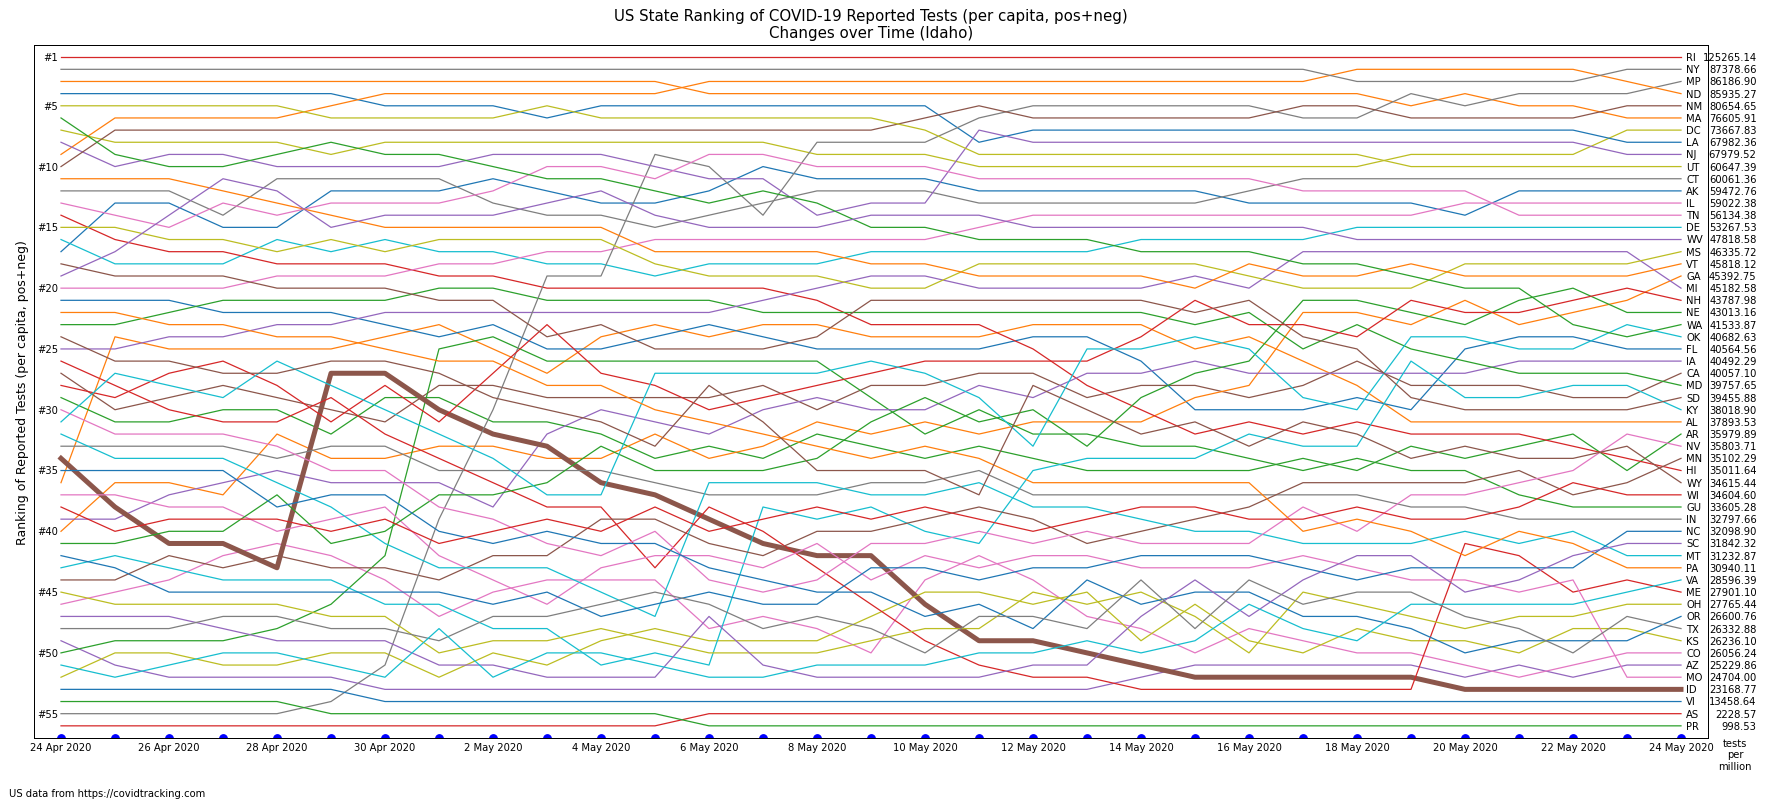 US State Ranking of COVID-19 Reported Tests (per capita, pos+neg)
Changes over Time (Idaho)
Ranking of Reported Tests (per capita, pos+neg)
#1
#5
#10
#15
#20
#25
#30
#35
#40
#45
#50
#55
RI 125265.14
NY 87378.66
MP 86186.90
ND 85935.27
NM 80654.65
MA 76605.91
DC 73667.83
LA 67982.36
NJ 67979.52
UT 60647.39
CT 60061.36
AK 59472.76
IL 59022.38
TN 56134.38
DE 53267.53
WV 47818.58
MS 46335.72
VT 45818.12
GA 45392.75
MI 45182.58
NH 43787.98
NE 43013.16
WA 41533.87
OK 40682.63
FL 40564.56
IA 40492.29
CA 40057.10
MD 39757.65
SD 39455.88
KY 38018.90
AL 37893.53
AR 35979.89
NV 35803.71
MN 35102.29
HI 35011.64
WY 34615.44
WI 34604.60
GU 33605.28
IN 32797.66
NC 32098.90
SC 31842.32
MT 31232.87
PA 30940.11
VA 28596.39
ME 27901.10
OH 27765.44
OR 26600.76
TX 26332.88
KS 26236.10
CO 26056.24
AZ 25229.86
MO 24704.00
ID 23168.77
VI 13458.64
AS 2228.57
PR 998.53
24 Apr 2020 26 Apr 2020 28 Apr 2020 30 Apr 2020 2 May 2020 4 May 2020 6 May 2020 8 May 2020 10 May 2020 12 May 2020 14 May 2020 16 May 2020 18 May 2020 20 May 2020 22 May 2020 24 May 2020
tests
per
million
US data from https://covidtracking.com